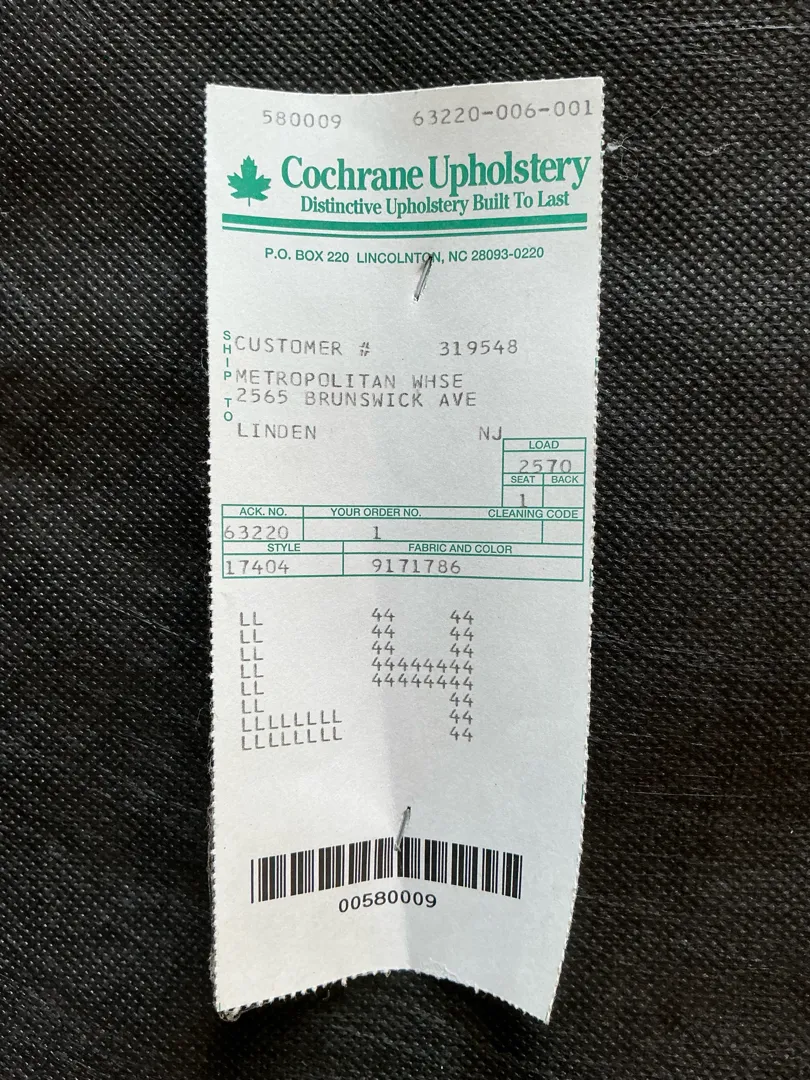 580009 63220-006-001
Cochrane Upholstery
Distinctive Upholstery Built To Last
P.O. BOX 220 LINCOLNTON, NC 28093-0220
SHIP TO
CUSTOMER # 319548
METROPOLITAN WHSE
2565 BRUNSWICK AVE
LINDEN NJ
LOAD
2570
SEAT BACK
1
ACK. NO. YOUR ORDER NO. CLEANING CODE
63220 1
STYLE FABRIC AND COLOR
17404 9171786
LL 44 44
LL 44 44
LL 44 44
LL 44444444
LL 44444444
LL 44
LLLLLLLL 44
LLLLLLLL 44
00580009